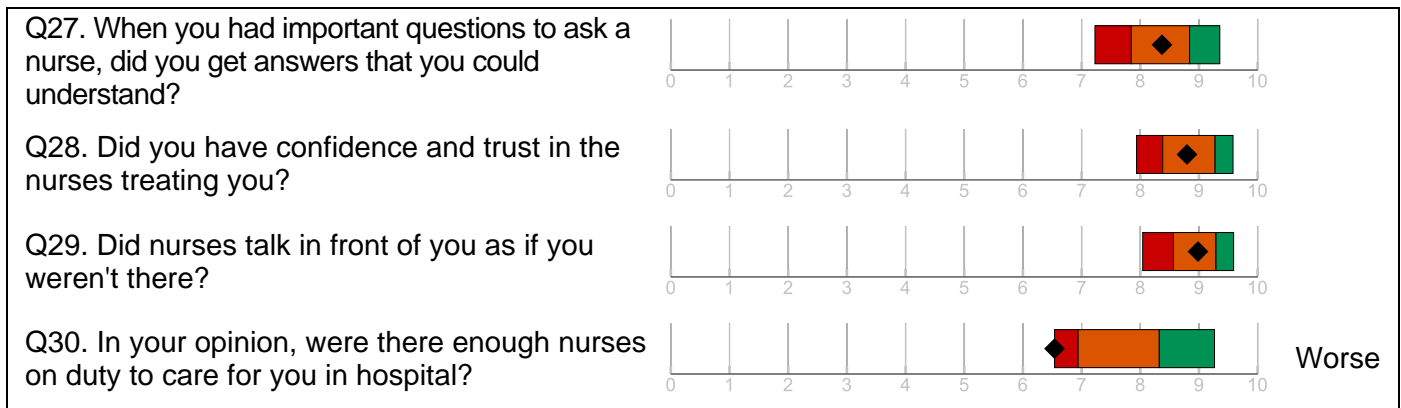 Q27. When you had important questions to ask a
nurse, did you get answers that you could
understand?
0 1 2 3 4 5 6 7 8 9 10
Q28. Did you have confidence and trust in the
nurses treating you?
0 1 2 3 4 5 6 7 8 9 10
Q29. Did nurses talk in front of you as if you
weren't there?
0 1 2 3 4 5 6 7 8 9 10
Q30. In your opinion, were there enough nurses
on duty to care for you in hospital?
Worse
0 1 2 3 4 5 6 7 8 9 10